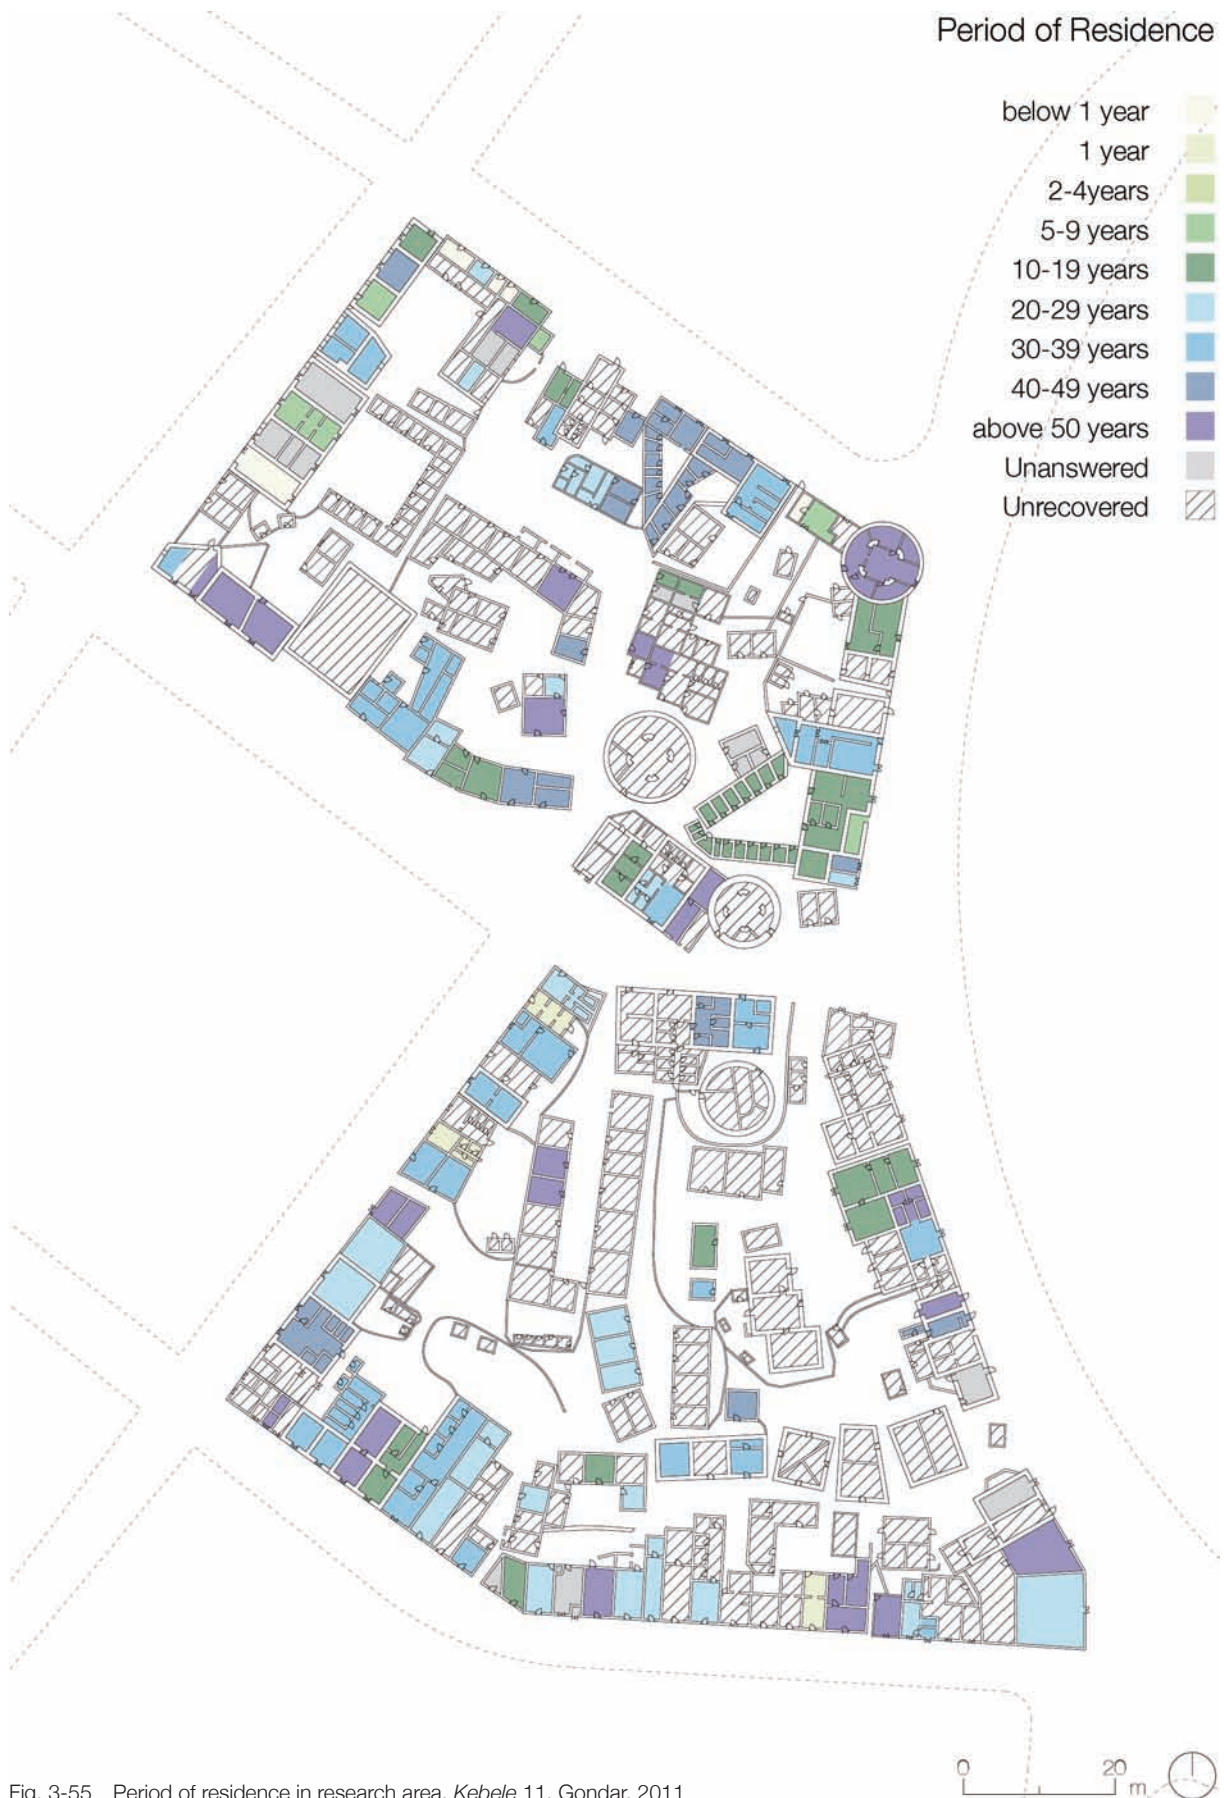 Period of Residence
below 1 year
1 year
2-4years
5-9 years
10-19 years
20-29 years
30-39 years
40-49 years
above 50 years
Unanswered
Unrecovered
0 20
m
Fig. 3-55 Period of residence in research area, Kebele 11, Gondar, 2011